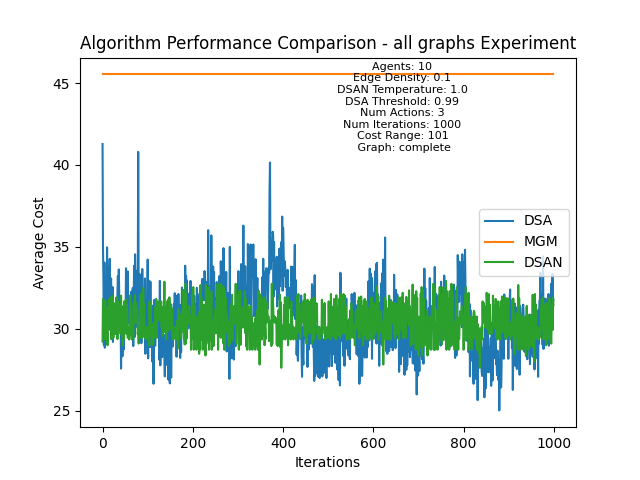 Algorithm Performance Comparison - all graphs Experiment
Agents: 10
Edge Density: 0.1
DSAN Temperature: 1.0
DSA Threshold: 0.99
Num Actions: 3
Num Iterations: 1000
Cost Range: 101
Graph: complete
45
40
35
30
25
Average Cost
DSA
MGM
DSAN
0
200
400
600
800
1000
Iterations